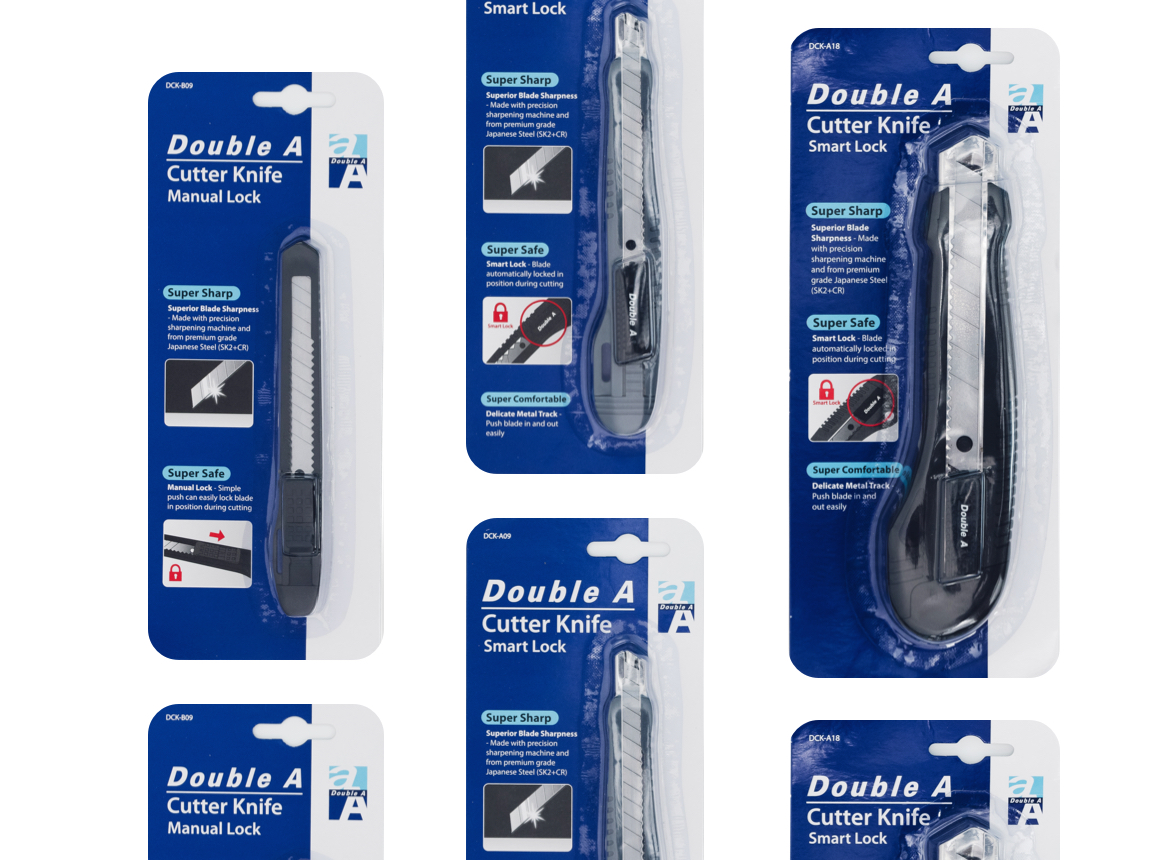 DCK-B09
Double A
Cutter Knife
Manual Lock
a
Double A
A
Super Sharp
Superior Blade Sharpness
- Made with precision
sharpening machine and
from premium grade
Japanese Steel (SK2+CR)
Super Safe
Manual Lock - Simple
push can easily lock blade
in position during cutting
DCK-B09
Double A
Cutter Knife
Manual Lock
a
Double A
A
Smart Lock
Super Sharp
Superior Blade Sharpness
- Made with precision
sharpening machine and
from premium grade
Japanese Steel (SK2+CR)
Super Safe
Smart Lock - Blade
automatically locked in
position during cutting
Smart Lock
Double A
Double A
Super Comfortable
Delicate Metal Track -
Push blade in and out
easily
DCK-A09
Double A
Cutter Knife
Smart Lock
a
Double A
A
Super Sharp
Superior Blade Sharpness
- Made with precision
sharpening machine and
from premium grade
Japanese Steel (SK2+CR)
DCK-A18
Double A
Cutter Knife
Smart Lock
a
Double A
A
Super Sharp
Superior Blade
Sharpness - Made
with precision
sharpening machine
and from premium
grade Japanese Steel
(SK2+CR)
Super Safe
Smart Lock - Blade
automatically locked in
position during cutting
Smart Lock
Double A
Super Comfortable
Delicate Metal Track -
Push blade in and
out easily
Double A
DCK-A18
Double A
Cutter Knife
Smart Lock
a
Double A
A